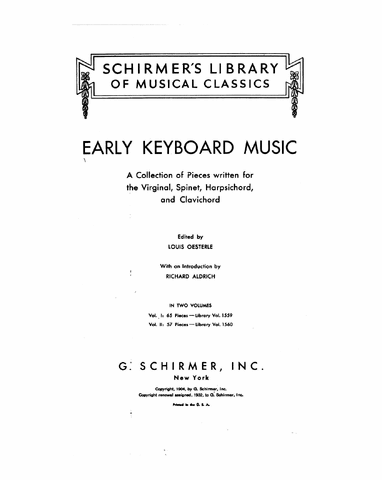 SCHIRMER'S LIBRARY
OF MUSICAL CLASSICS
EARLY KEYBOARD MUSIC
A Collection of Pieces written for
the Virginal, Spinet, Harpsichord,
and Clavichord
Edited by
LOUIS OESTERLE
With an Introduction by
RICHARD ALDRICH
IN TWO VOLUMES
Vol. I: 65 Pieces — Library Vol. 1559
Vol. II: 57 Pieces — Library Vol. 1560
G. SCHIRMER, INC.
New York
Copyright, 1904, by G. Schirmer, Inc.
Copyright renewal assigned, 1932, to G. Schirmer, Inc.
Printed in the U. S. A.